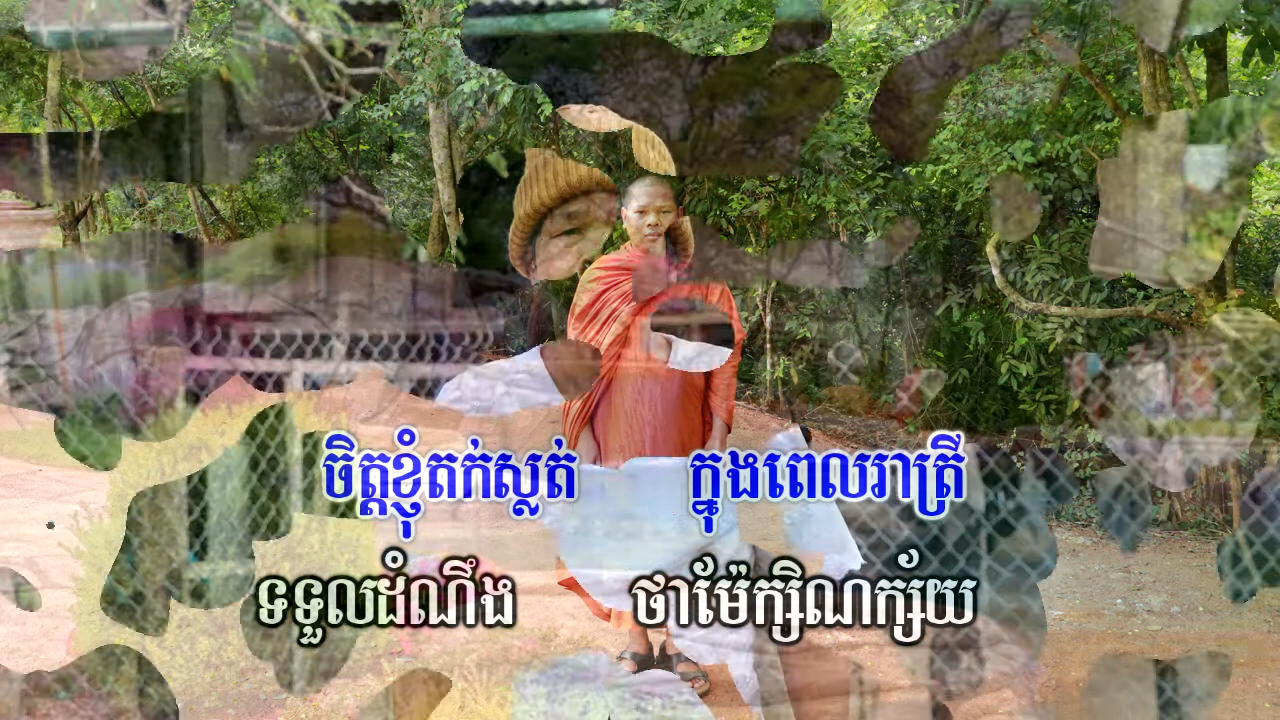 ចិត្តខ្ញុំតក់ស្លត់ ក្នុងពេលរាត្រី
ទទួលដំណឹង ថាម៉ែក្សិណក្ស័យ